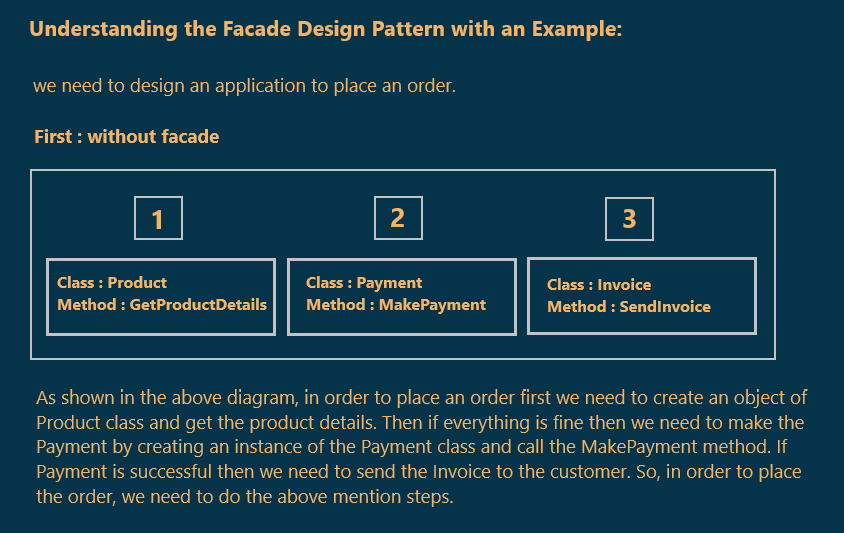 Understanding the Facade Design Pattern with an Example:
we need to design an application to place an order.
First : without facade
1
2
3
Class : Product
Method : GetProductDetails
Class : Payment
Method : MakePayment
Class : Invoice
Method : SendInvoice
As shown in the above diagram, in order to place an order first we need to create an object of
Product class and get the product details. Then if everything is fine then we need to make the
Payment by creating an instance of the Payment class and call the MakePayment method. If
Payment is successful then we need to send the Invoice to the customer. So, in order to place
the order, we need to do the above mention steps.